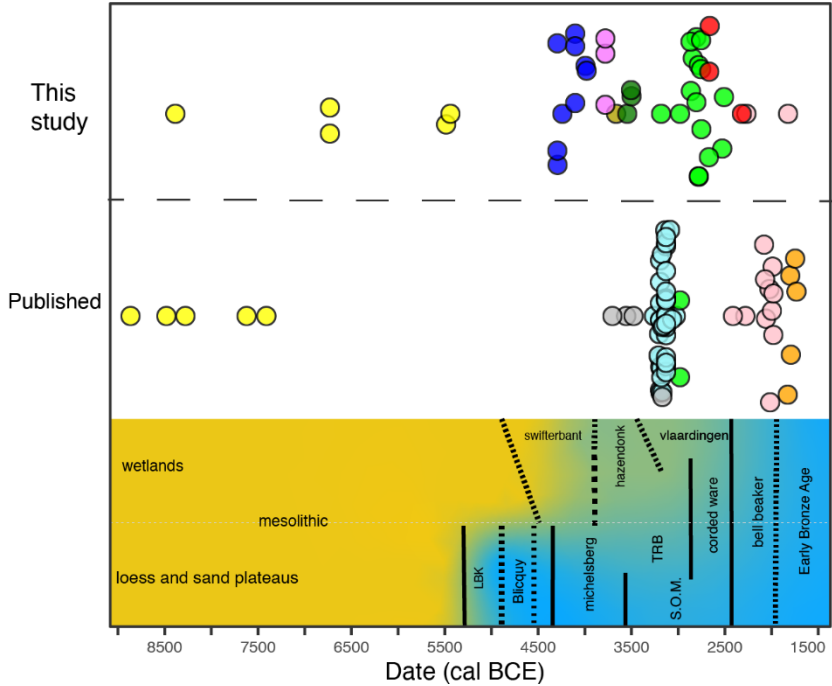 This
study
Published
swifterbant
hazendonk
vlaardingen
wetlands
mesolithic
loess and sand plateaus
LBK
Blicquy
michelsberg
TRB
S.O.M.
corded ware
bell beaker
Early Bronze Age
8500 7500 6500 5500 4500 3500 2500 1500
Date (cal BCE)